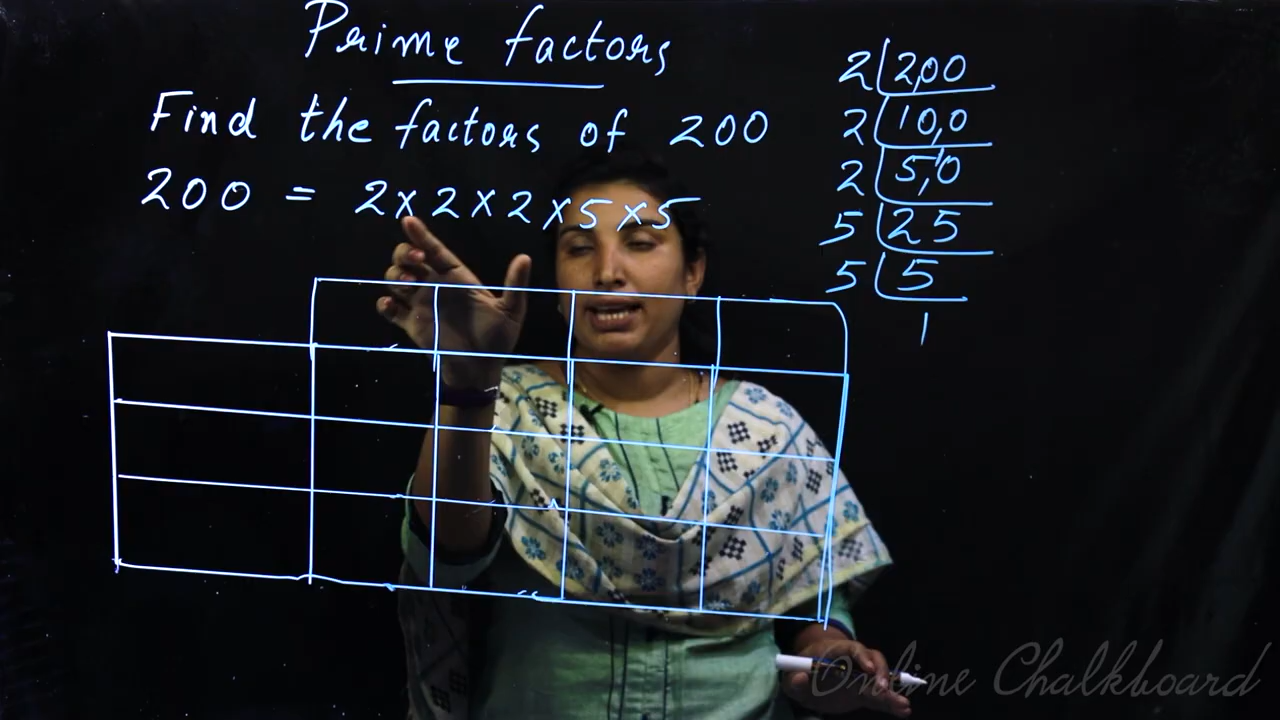 Prime factors
Find the factors of 200
200 = 2×2×2×5×5
2 | 200
2 | 100
2 | 50
5 | 25
5 | 5
1
Online Chalkboard